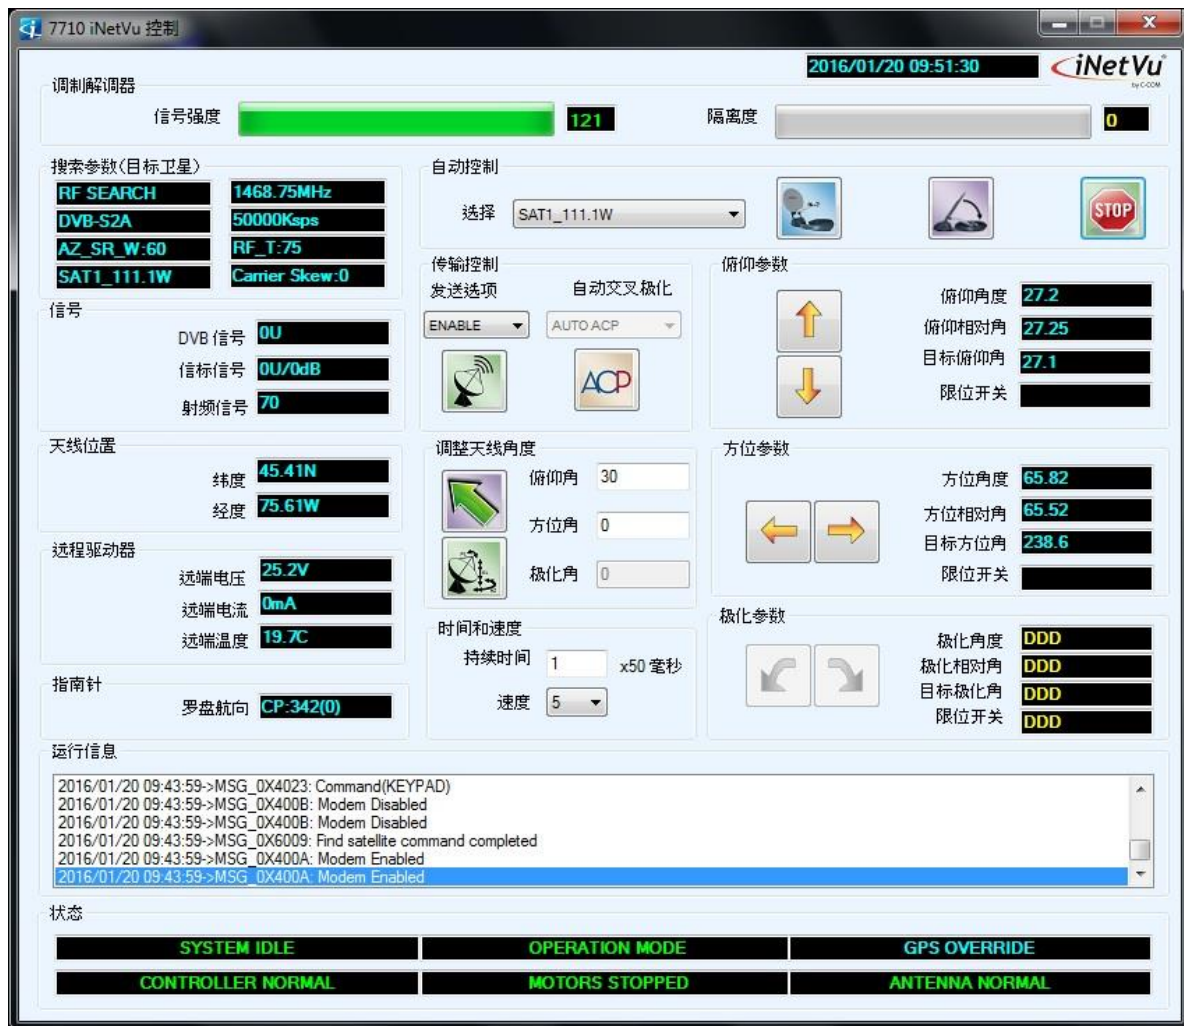 7710 iNetVu 控制
2016/01/20 09:51:30
iNetVu
by C-COM
调制解调器
信号强度 121 隔离度 0
搜索参数(目标卫星)
RF SEARCH 1468.75MHz
DVB-S2A 50000Ksps
AZ_SR_W:60 RF_T:75
SAT1_111.1W Carrier Skew:0
自动控制
选择 SAT1_111.1W
STOP
信号
DVB 信号 0U
信标信号 0U/0dB
射频信号 70
传输控制
发送选项 自动交叉极化
ENABLE AUTO ACP
ACP
俯仰参数
俯仰角度 27.2
俯仰相对角 27.25
目标俯仰角 27.1
限位开关
天线位置
纬度 45.41N
经度 75.61W
调整天线角度
俯仰角 30
方位角 0
极化角 0
方位参数
方位角度 65.82
方位相对角 65.52
目标方位角 238.6
限位开关
远程驱动器
远端电压 25.2V
远端电流 0mA
远端温度 19.7C
时间和速度
持续时间 1 x50 毫秒
速度 5
极化参数
极化角度 DDD
极化相对角 DDD
目标极化角 DDD
限位开关 DDD
指南针
罗盘航向 CP:342(0)
运行信息
2016/01/20 09:43:59->MSG_0X4023: Command(KEYPAD)
2016/01/20 09:43:59->MSG_0X400B: Modem Disabled
2016/01/20 09:43:59->MSG_0X400B: Modem Disabled
2016/01/20 09:43:59->MSG_0X6009: Find satellite command completed
2016/01/20 09:43:59->MSG_0X400A: Modem Enabled
2016/01/20 09:43:59->MSG_0X400A: Modem Enabled
状态
SYSTEM IDLE OPERATION MODE GPS OVERRIDE
CONTROLLER NORMAL MOTORS STOPPED ANTENNA NORMAL